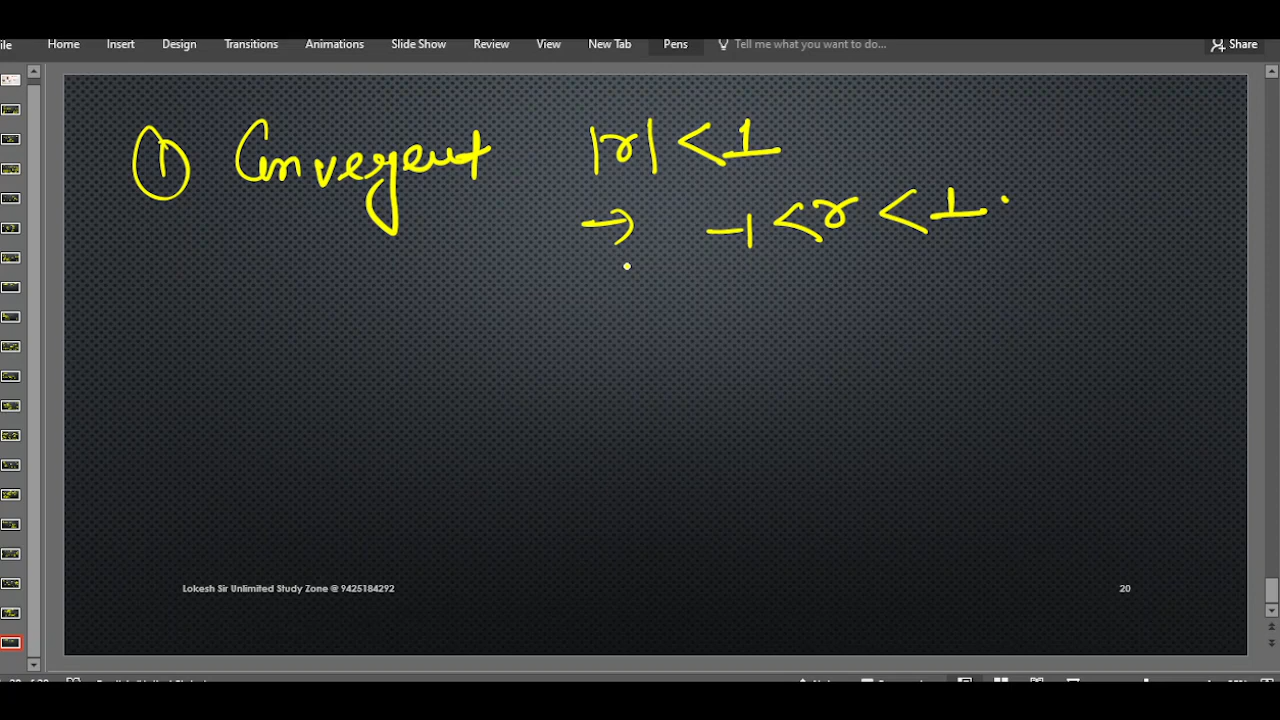 ile Home Insert Design Transitions Animations Slide Show Review View New Tab Pens Tell me what you want to do... Share
① Convergent |r| < 1
→ -1 < r < 1.
Lokesh Sir Unlimited Study Zone @ 9425184292 20